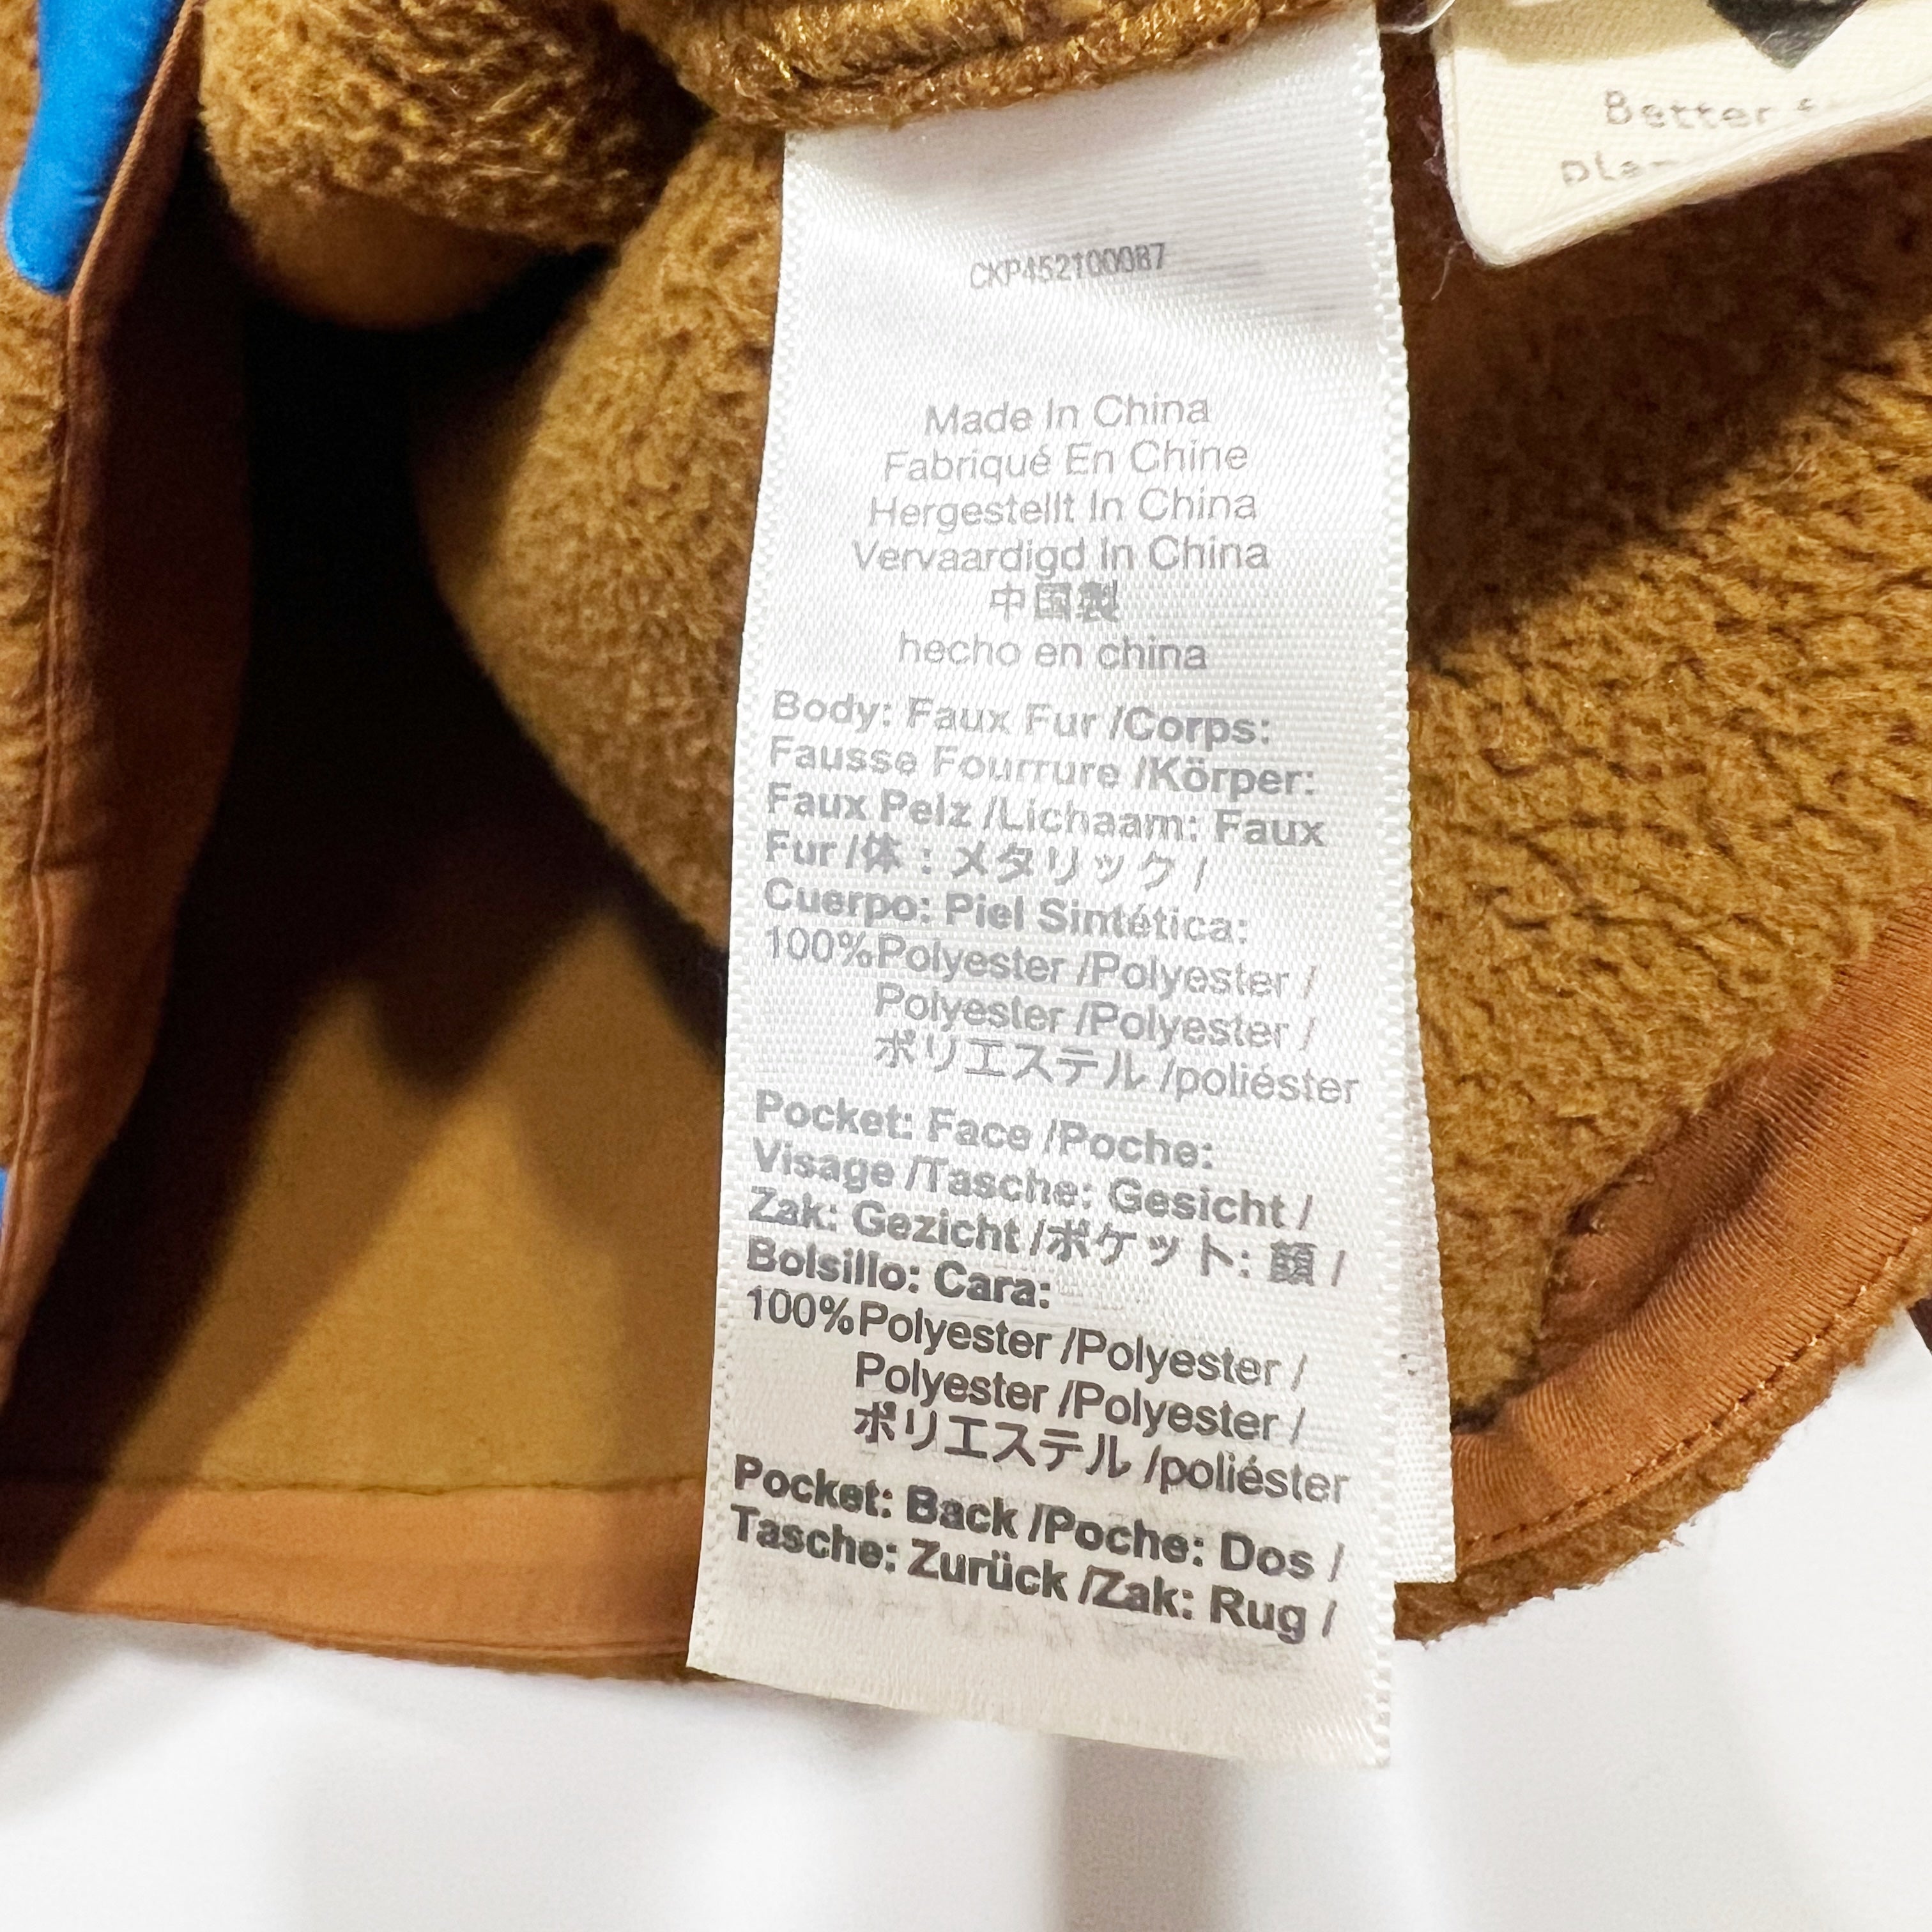 Better
CKP452100087
Made In China
Fabriqué En Chine
Hergestellt In China
Vervaardigd In China
中国製
hecho en china
Body: Faux Fur /Corps:
Fausse Fourrure /Körper:
Faux Pelz /Lichaam: Faux
Fur /体 : メタリック /
Cuerpo: Piel Sintética:
100%Polyester /Polyester /
Polyester /Polyester /
ポリエステル /poliéster
Pocket: Face /Poche:
Visage /Tasche: Gesicht /
Zak: Gezicht /ポケット: 顔 /
Bolsillo: Cara:
100%Polyester /Polyester /
Polyester /Polyester /
ポリエステル /poliéster
Pocket: Back /Poche: Dos /
Tasche: Zurück /Zak: Rug /